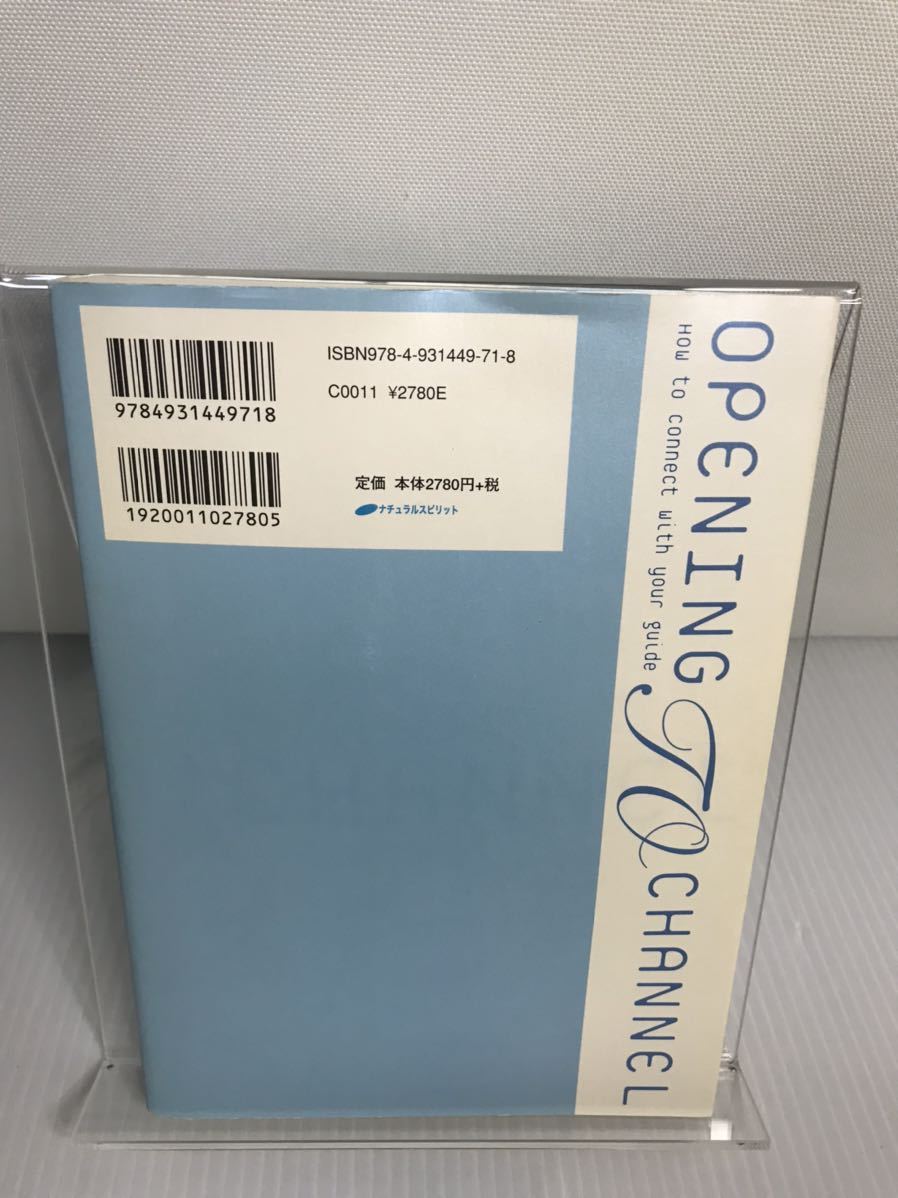 ISBN978-4-931449-71-8
9784931449718
C0011 ¥2780E
1920011027805
定価 本体2780円+税
ナチュラルスピリット
OPENING TO CHANNEL
HOW to connect with your guide